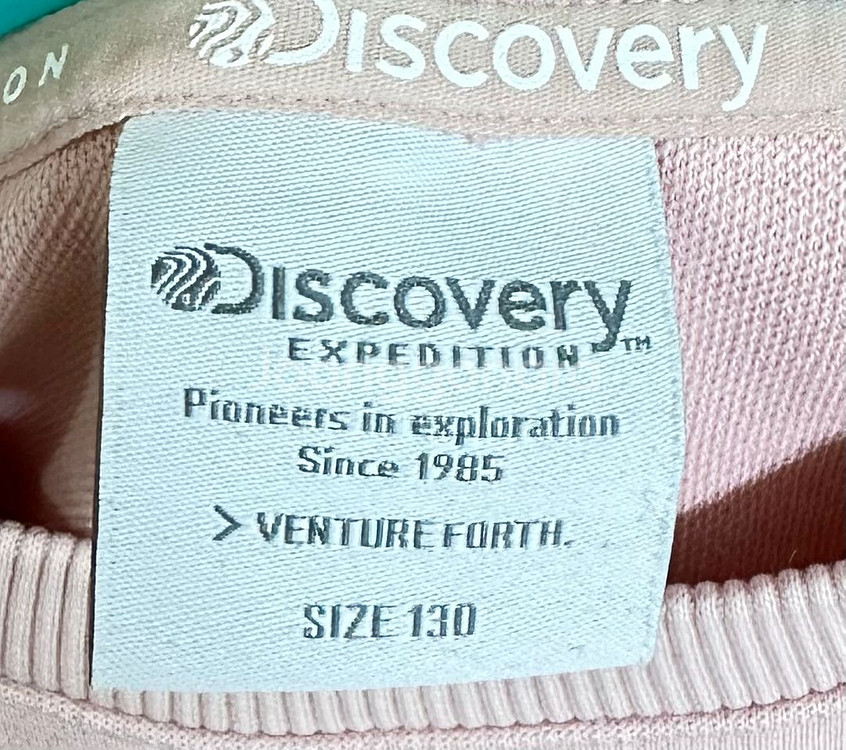 ON Discovery
Discovery
EXPEDITION™
Pioneers in exploration
Since 1985
> VENTURE FORTH.
SIZE 130